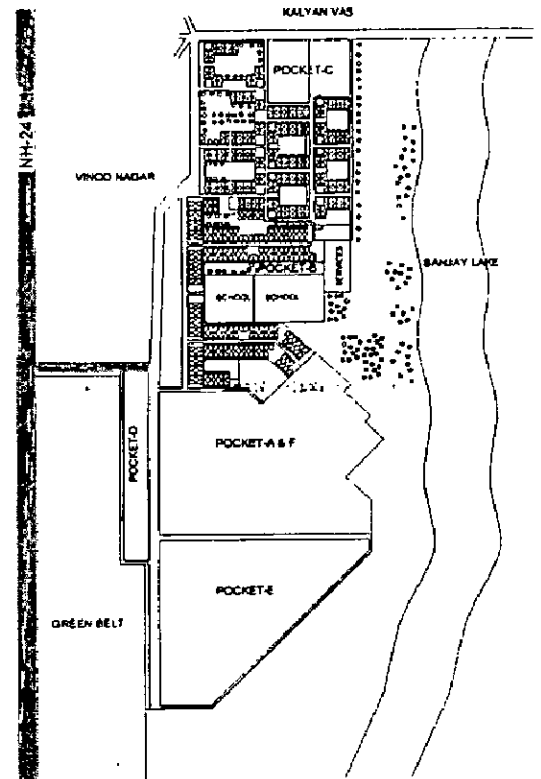 KALYAN VAS
POCKET-C
NH-24
VINOD NAGAR
SANJAY LAKE
POCKET-B
SERVICES
SCHOOL
SCHOOL
POCKET-D
POCKET-A & F
POCKET-E
GREEN BELT